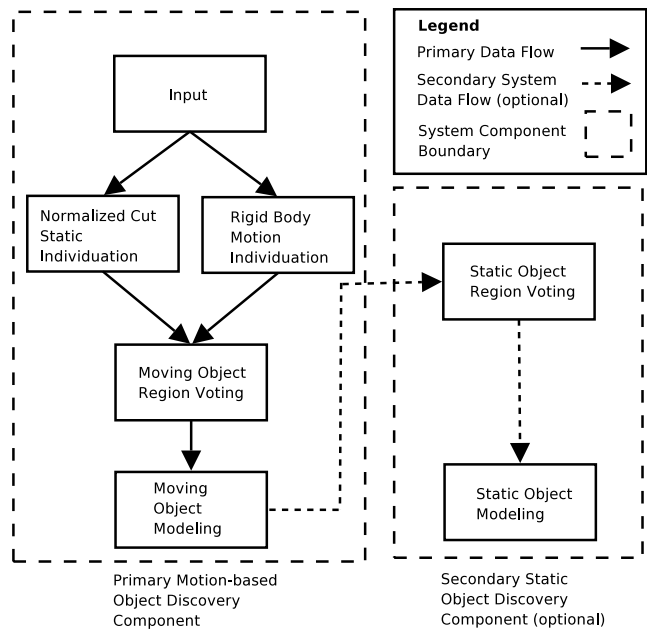 Input
Normalized Cut
Static
Individuation
Rigid Body
Motion
Individuation
Moving Object
Region Voting
Moving
Object
Modeling
Primary Motion-based
Object Discovery
Component
Legend
Primary Data Flow
Secondary System
Data Flow (optional)
System Component
Boundary
Static Object
Region Voting
Static Object
Modeling
Secondary Static
Object Discovery
Component (optional)